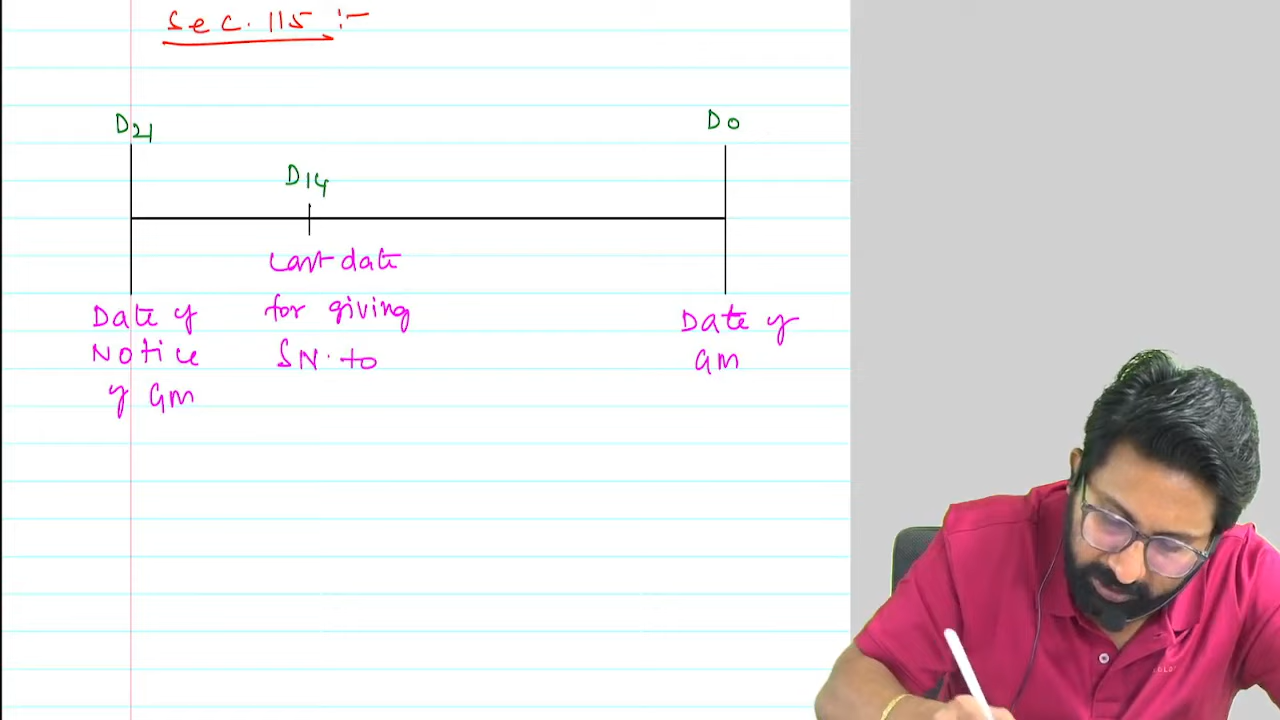 Sec. 115 :-
D21
D0
D14
Last date
for giving
SN. to
Date of
Notice
of GM
Date of
GM